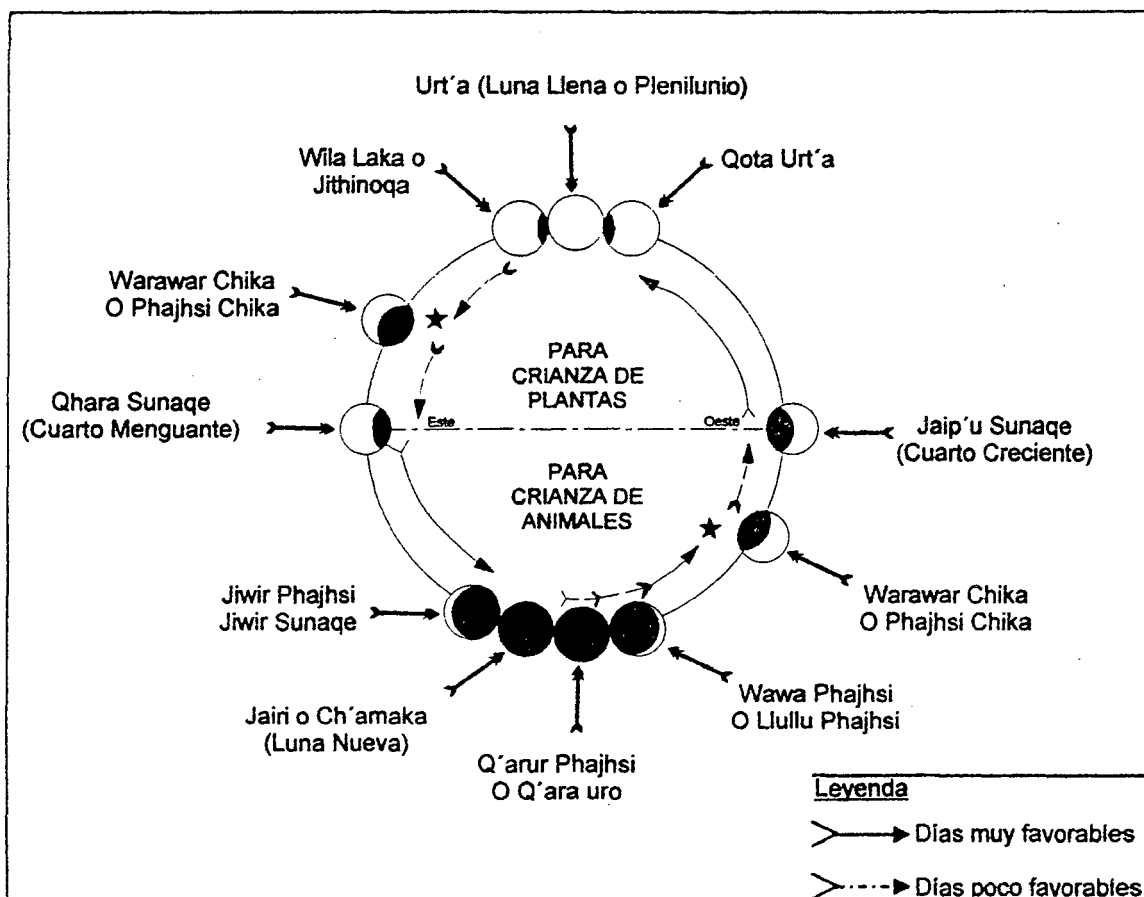 Urt´a (Luna Llena o Plenilunio)
Wila Laka o
Jithinoqa
Qota Urt´a
Warawar Chika
O Phajhsi Chika
PARA
CRIANZA DE
PLANTAS
Qhara Sunaqe
(Cuarto Menguante)
Este
Oeste
Jaip´u Sunaqe
(Cuarto Creciente)
PARA
CRIANZA DE
ANIMALES
Jiwir Phajhsi
Jiwir Sunaqe
Warawar Chika
O Phajhsi Chika
Jairi o Ch´amaka
(Luna Nueva)
Wawa Phajhsi
O Llullu Phajhsi
Q´arur Phajhsi
O Q´ara uro
Leyenda
Días muy favorables
Días poco favorables